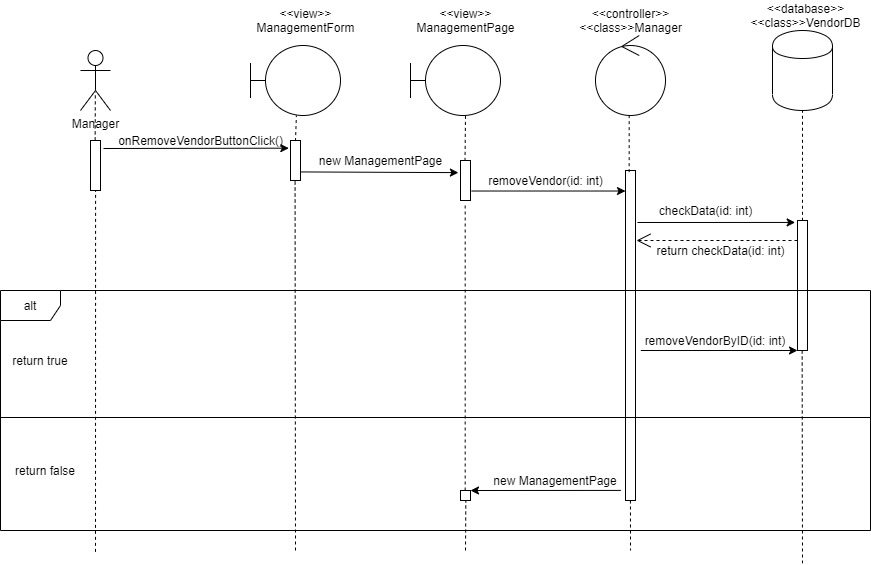 <<view>>
ManagementForm
<<view>>
ManagementPage
<<controller>>
<<class>>Manager
<<database>>
<<class>>VendorDB
Manager
onRemoveVendorButtonClick()
new ManagementPage
removeVendor(id: int)
checkData(id: int)
return checkData(id: int)
alt
removeVendorByID(id: int)
return true
return false
new ManagementPage